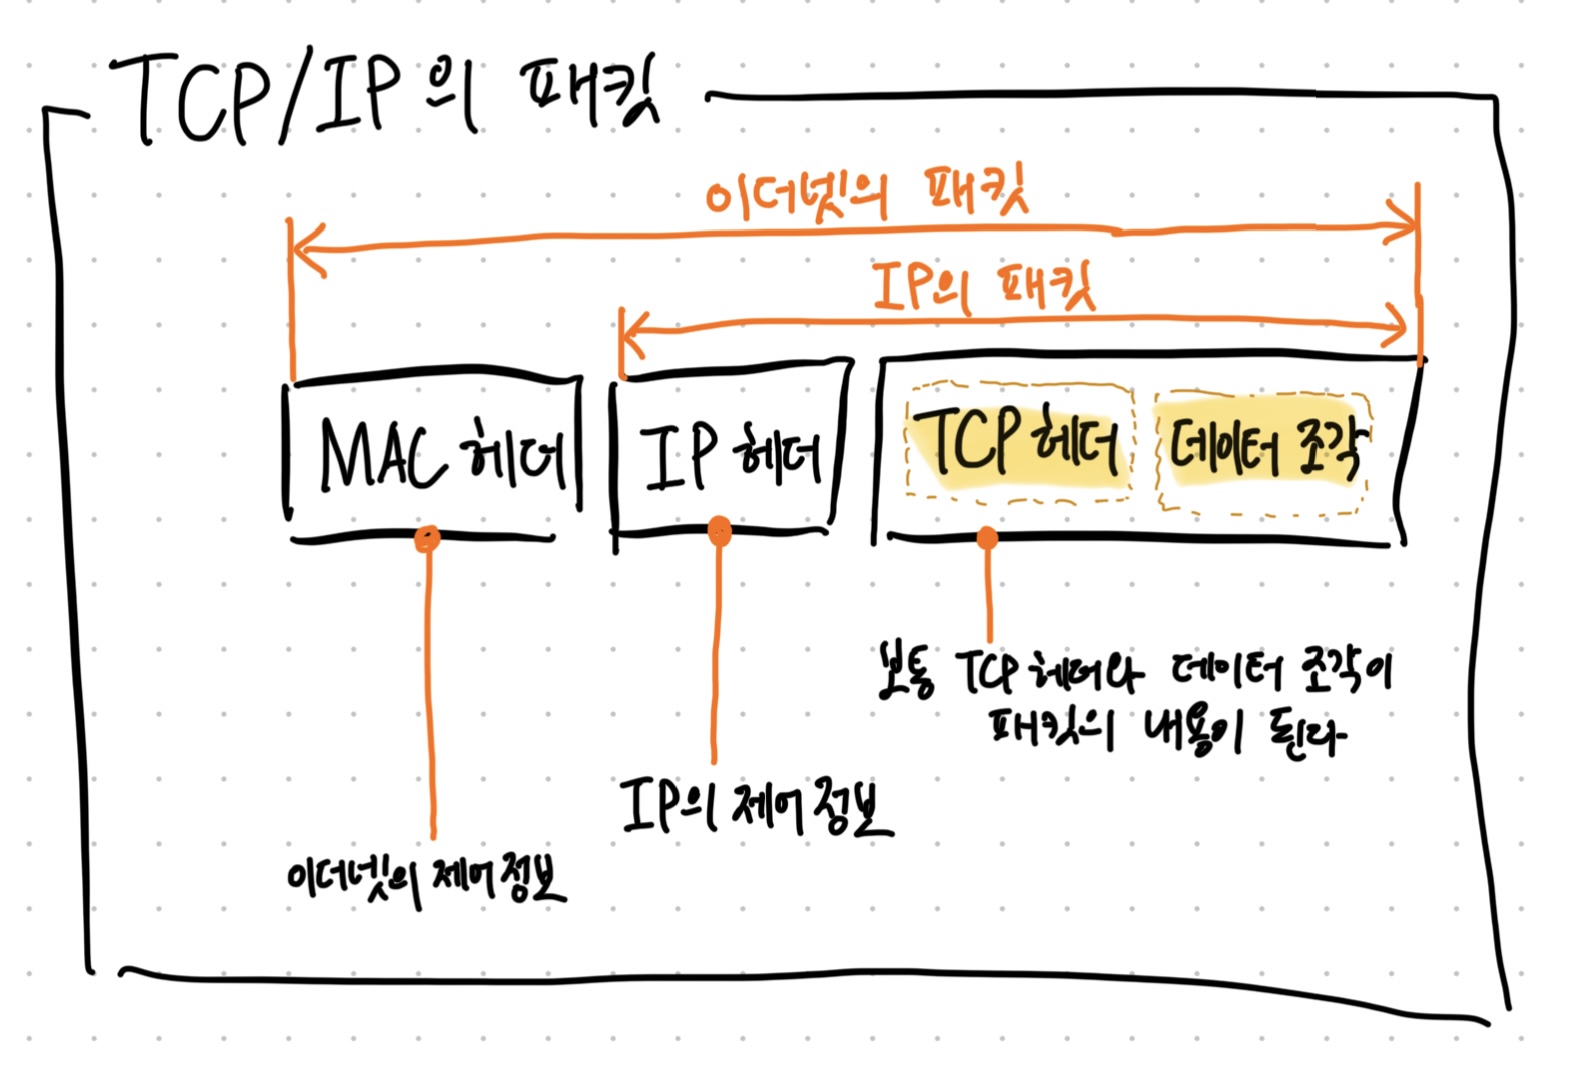 TCP/IP의 패킷
이더넷의 패킷
IP의 패킷
MAC 헤더
IP 헤더
TCP 헤더
데이터 조각
보통 TCP 헤더와 데이터 조각이
패킷의 내용이 된다
IP의 제어 정보
이더넷의 제어 정보